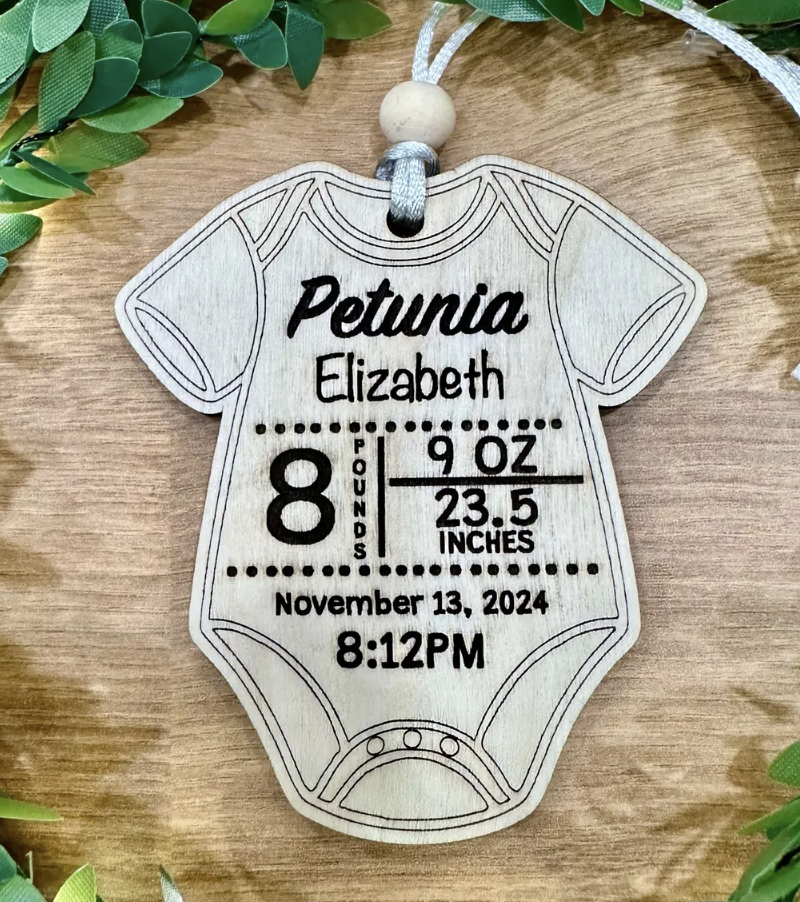 Petunia
Elizabeth
8 POUNDS
9 OZ
23.5
INCHES
November 13, 2024
8:12PM